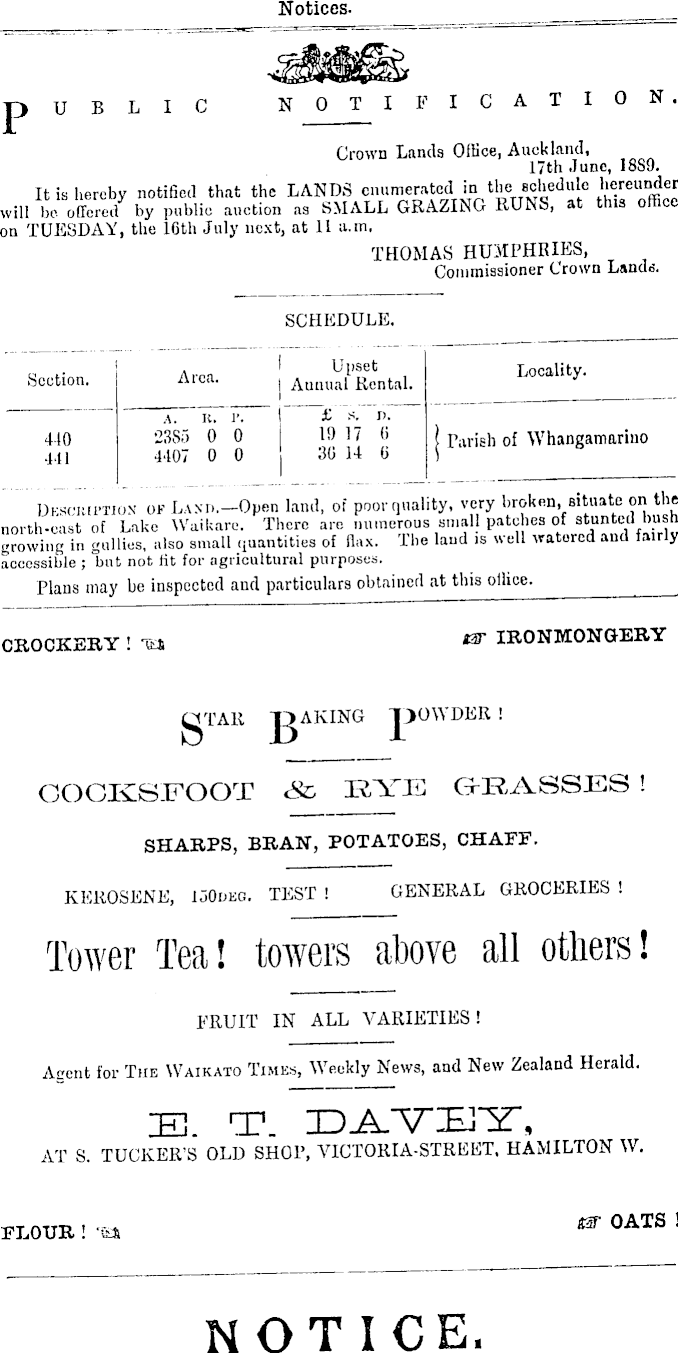 Notices.
PUBLIC NOTIFICATION.
Crown Lands Office, Auckland,
17th June, 1889.
It is hereby notified that the LANDS enumerated in the schedule hereunder
will be offered by public auction as SMALL GRAZING RUNS, at this office
on TUESDAY, the 16th July next, at 11 a.m.
THOMAS HUMPHRIES,
Commissioner Crown Lands.
SCHEDULE.
Section. Area. Upset Annual Rental. Locality.
A. R. P. £ S. D.
440 2385 0 0 19 17 6 Parish of Whangamarino
441 4407 0 0 36 14 6
DESCRIPTION OF LAND.—Open land, of poor quality, very broken, situate on the
north-east of Lake Waikare. There are numerous small patches of stunted bush
growing in gullies, also small quantities of flax. The land is well watered and fairly
accessible; but not fit for agricultural purposes.
Plans may be inspected and particulars obtained at this office.
CROCKERY! ☜ ☞ IRONMONGERY
STAR BAKING POWDER!
COCKSFOOT & RYE GRASSES!
SHARPS, BRAN, POTATOES, CHAFF.
KEROSENE, 150DEG. TEST! GENERAL GROCERIES!
Tower Tea! towers above all others!
FRUIT IN ALL VARIETIES!
Agent for THE WAIKATO TIMES, Weekly News, and New Zealand Herald.
E. T. DAVEY,
AT S. TUCKER'S OLD SHOP, VICTORIA-STREET, HAMILTON W.
FLOUR! ☜ ☞ OATS!
NOTICE.